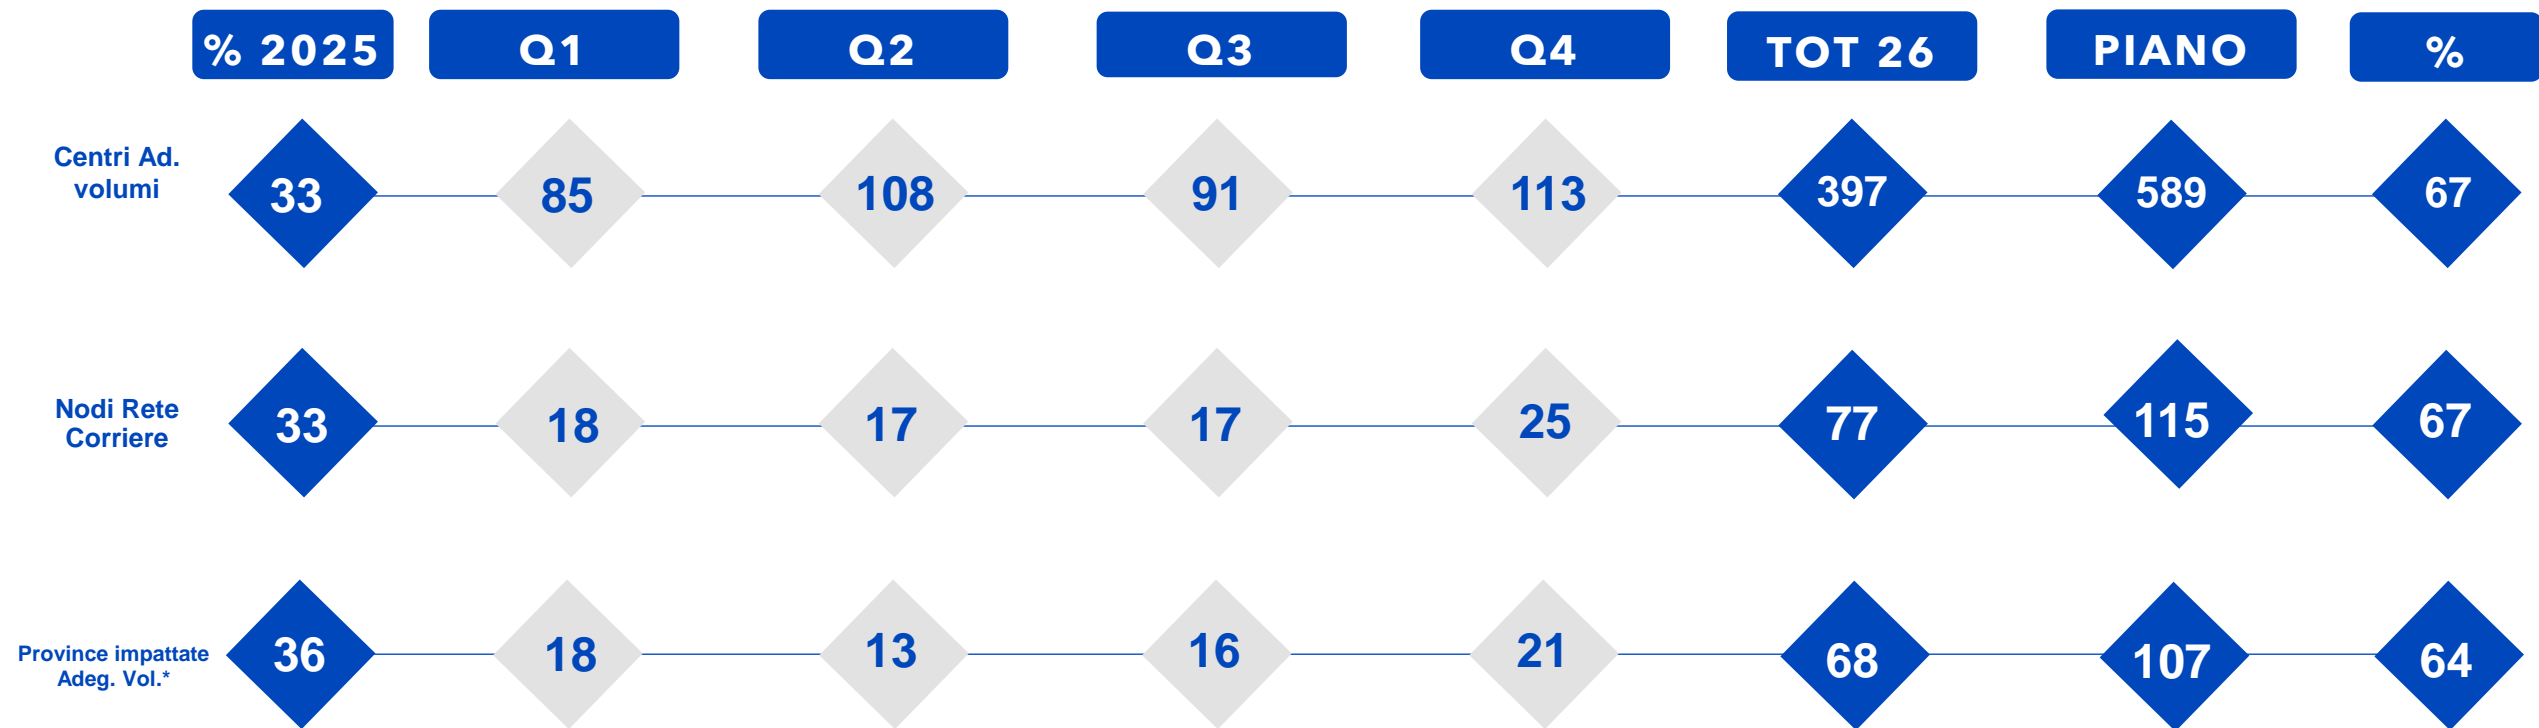 % 2025 Q1 Q2 Q3 Q4 TOT 26 PIANO %
Centri Ad.
volumi
33 85 108 91 113 397 589 67
Nodi Rete
Corriere
33 18 17 17 25 77 115 67
Province impattate
Adeg. Vol.*
36 18 13 16 21 68 107 64